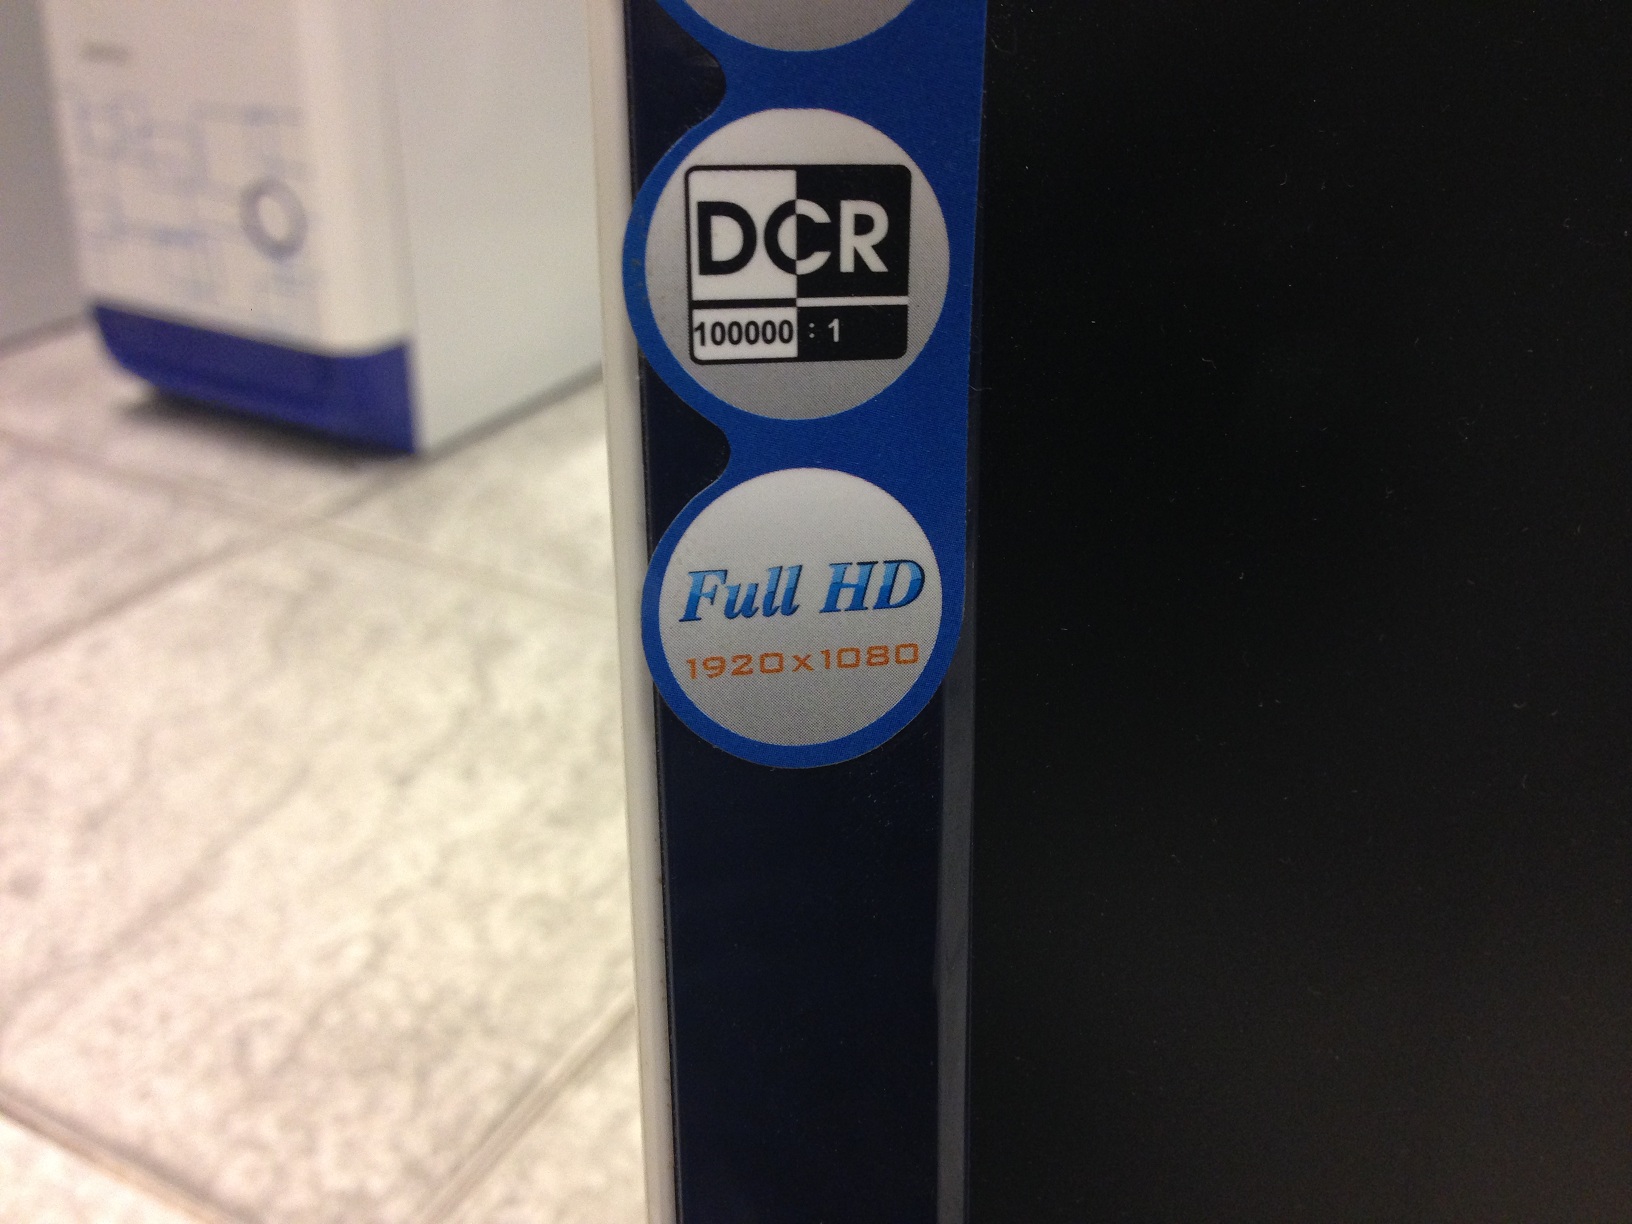 DCR
100000 : 1
Full HD
1920x1080